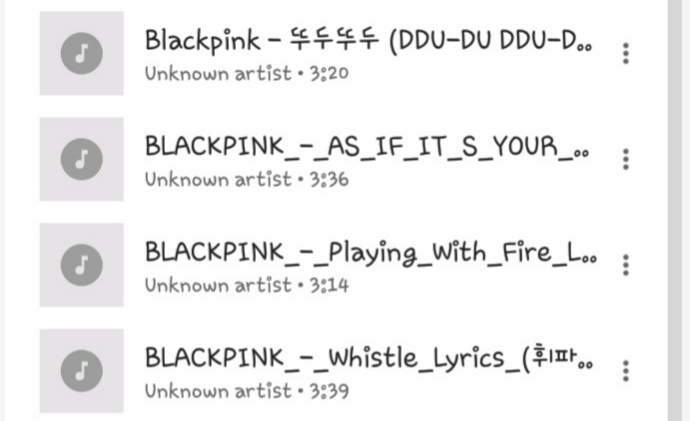 Blackpink - 뚜두뚜두 (DDU-DU DDU-D..
Unknown artist • 3:20
BLACKPINK_-_AS_IF_IT_S_YOUR_..
Unknown artist • 3:36
BLACKPINK_-_Playing_With_Fire_L..
Unknown artist • 3:14
BLACKPINK_-_Whistle_Lyrics_(휘파..
Unknown artist • 3:39